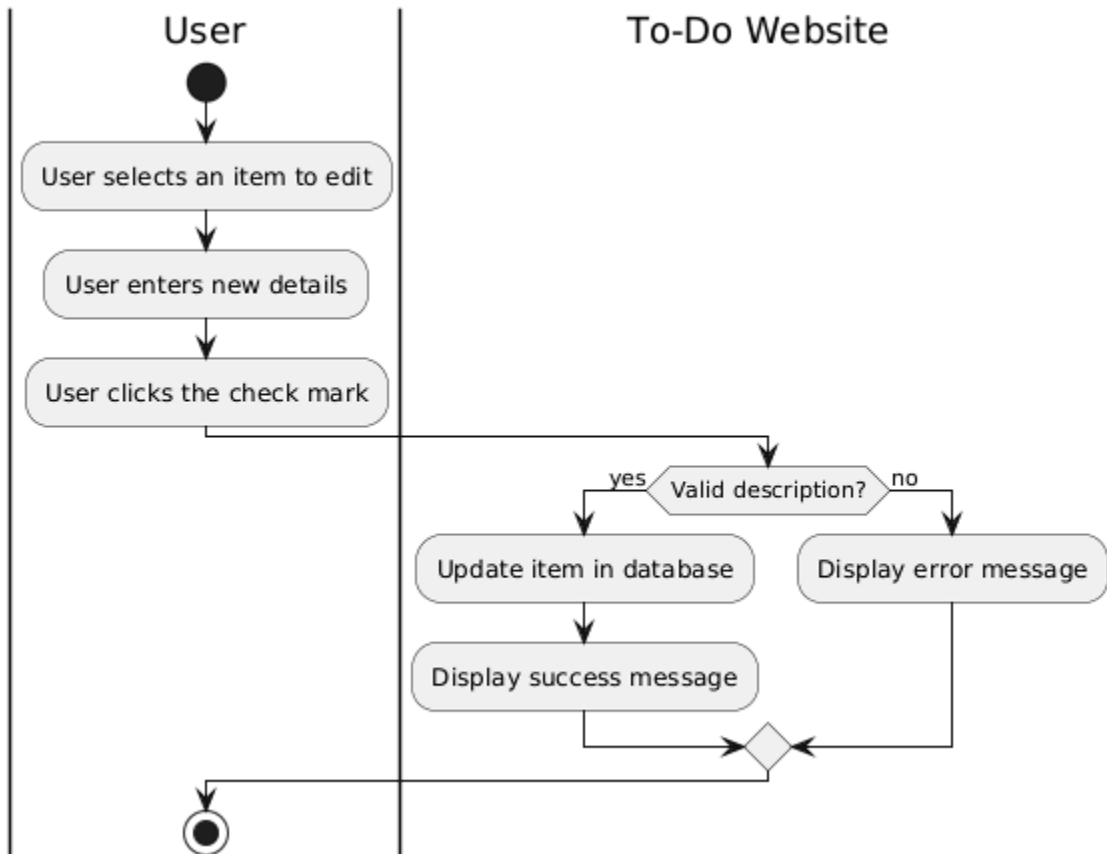 User
To-Do Website
User selects an item to edit
User enters new details
User clicks the check mark
yes
Valid description?
no
Update item in database
Display error message
Display success message